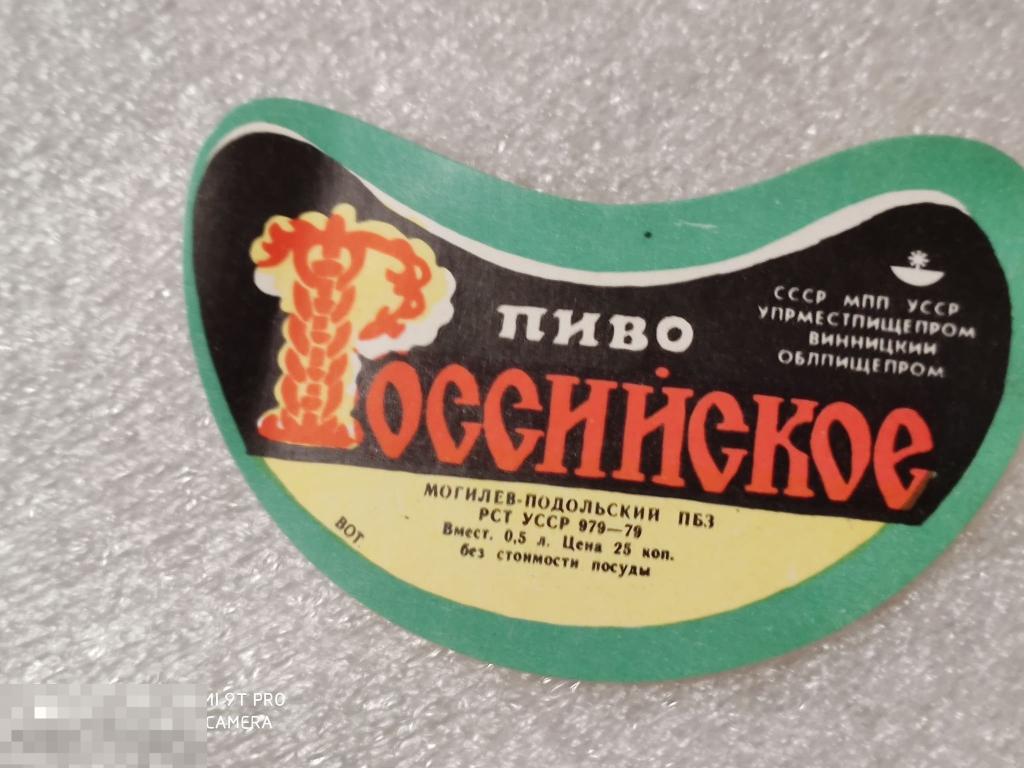 ПИВО
Российское
СССР МПП УССР
УПРМЕСТПИЩЕПРОМ
ВИННИЦКИЙ
ОБЛПИЩЕПРОМ
МОГИЛЕВ-ПОДОЛЬСКИЙ ПБЗ
РСТ УССР 979—79
Вмест. 0,5 л. Цена 25 коп.
без стоимости посуды
ВОТ.
MI 9T PRO
CAMERA